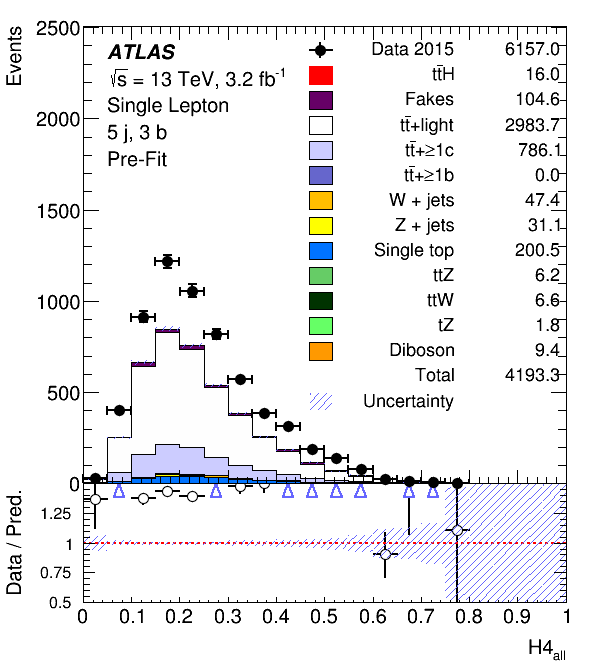 2500
2000
1500
1000
500
0
Events
ATLAS
√s = 13 TeV, 3.2 fb⁻¹
Single Lepton
5 j, 3 b
Pre-Fit
Data 2015 6157.0
tt̄H 16.0
Fakes 104.6
tt̄+light 2983.7
tt̄+≥1c 786.1
tt̄+≥1b 0.0
W + jets 47.4
Z + jets 31.1
Single top 200.5
ttZ 6.2
ttW 6.6
tZ 1.8
Diboson 9.4
Total 4193.3
Uncertainty
Data / Pred.
1.25
1
0.75
0.5
0 0.1 0.2 0.3 0.4 0.5 0.6 0.7 0.8 0.9 1
H4all